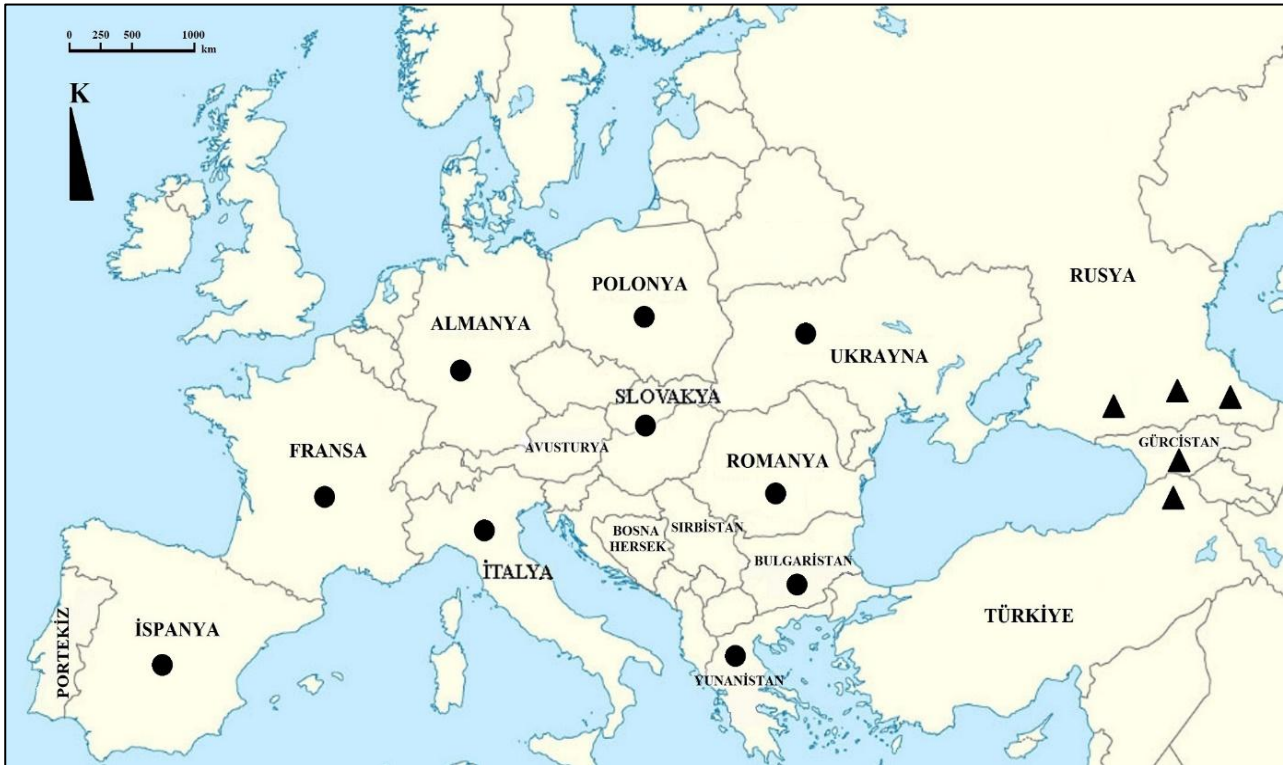 0 250 500 1000
km
K
POLONYA
RUSYA
ALMANYA
UKRAYNA
SLOVAKYA
GÜRCİSTAN
AVUSTURYA
FRANSA
ROMANYA
BOSNA
HERSEK
SIRBİSTAN
BULGARİSTAN
İTALYA
PORTEKİZ
İSPANYA
TÜRKİYE
YUNANİSTAN